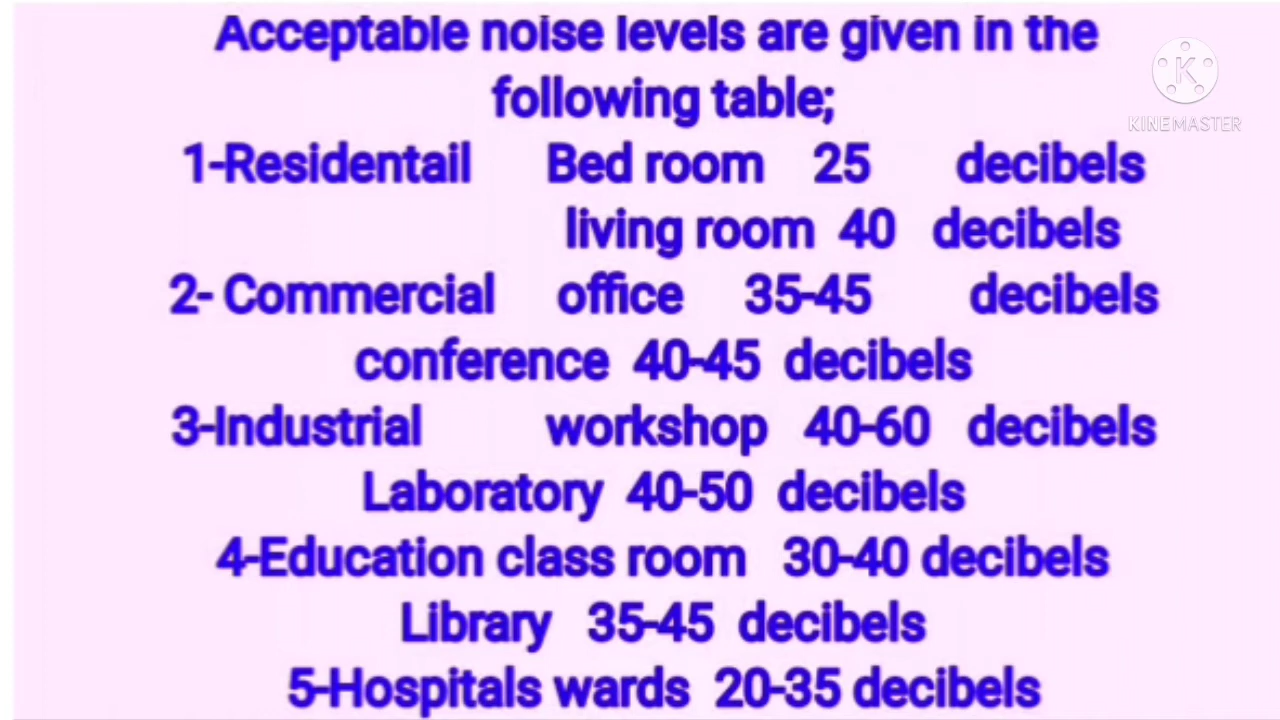 Acceptable noise levels are given in the
following table;
K
KINEMASTER
1-Residentail Bed room 25 decibels
living room 40 decibels
2- Commercial office 35-45 decibels
conference 40-45 decibels
3-Industrial workshop 40-60 decibels
Laboratory 40-50 decibels
4-Education class room 30-40 decibels
Library 35-45 decibels
5-Hospitals wards 20-35 decibels